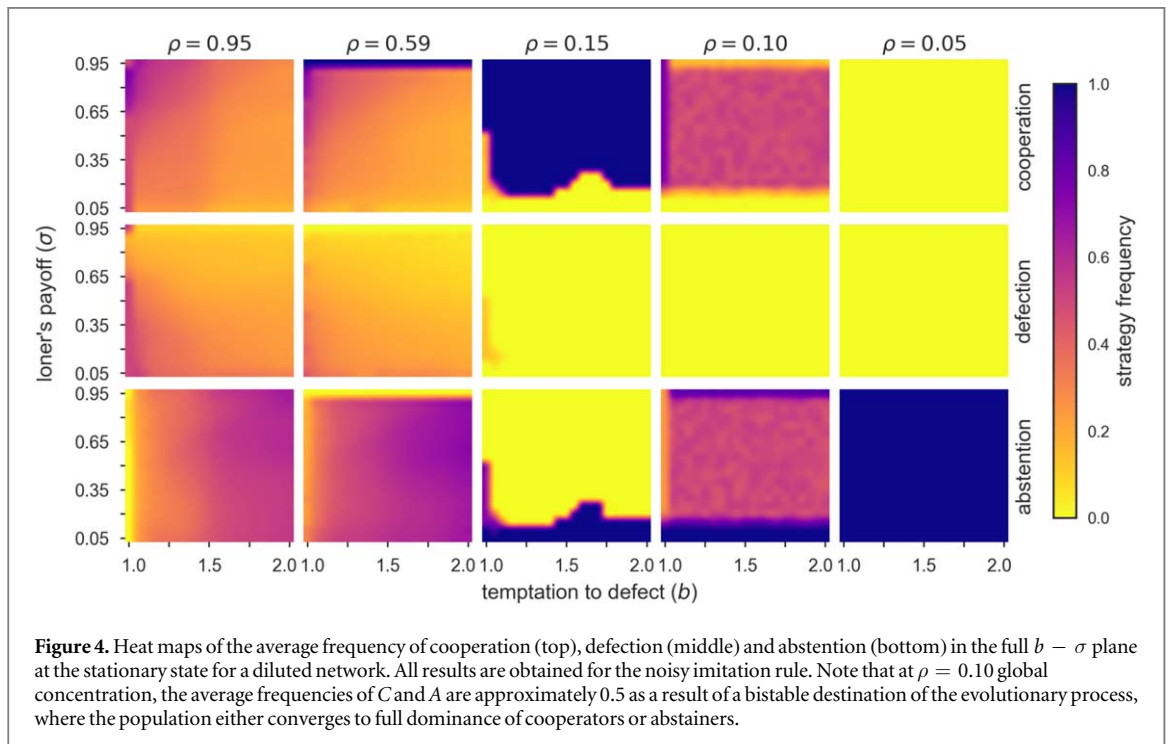 ρ = 0.95 ρ = 0.59 ρ = 0.15 ρ = 0.10 ρ = 0.05
0.95
0.65
0.35
0.05
cooperation
0.95
0.65
0.35
0.05
defection
0.95
0.65
0.35
0.05
abstention
loner's payoff (σ)
1.0 1.5 2.0 1.0 1.5 2.0 1.0 1.5 2.0 1.0 1.5 2.0 1.0 1.5 2.0
temptation to defect (b)
1.0
0.8
0.6
0.4
0.2
0.0
strategy frequency
Figure 4. Heat maps of the average frequency of cooperation (top), defection (middle) and abstention (bottom) in the full b − σ plane
at the stationary state for a diluted network. All results are obtained for the noisy imitation rule. Note that at ρ = 0.10 global
concentration, the average frequencies of C and A are approximately 0.5 as a result of a bistable destination of the evolutionary process,
where the population either converges to full dominance of cooperators or abstainers.